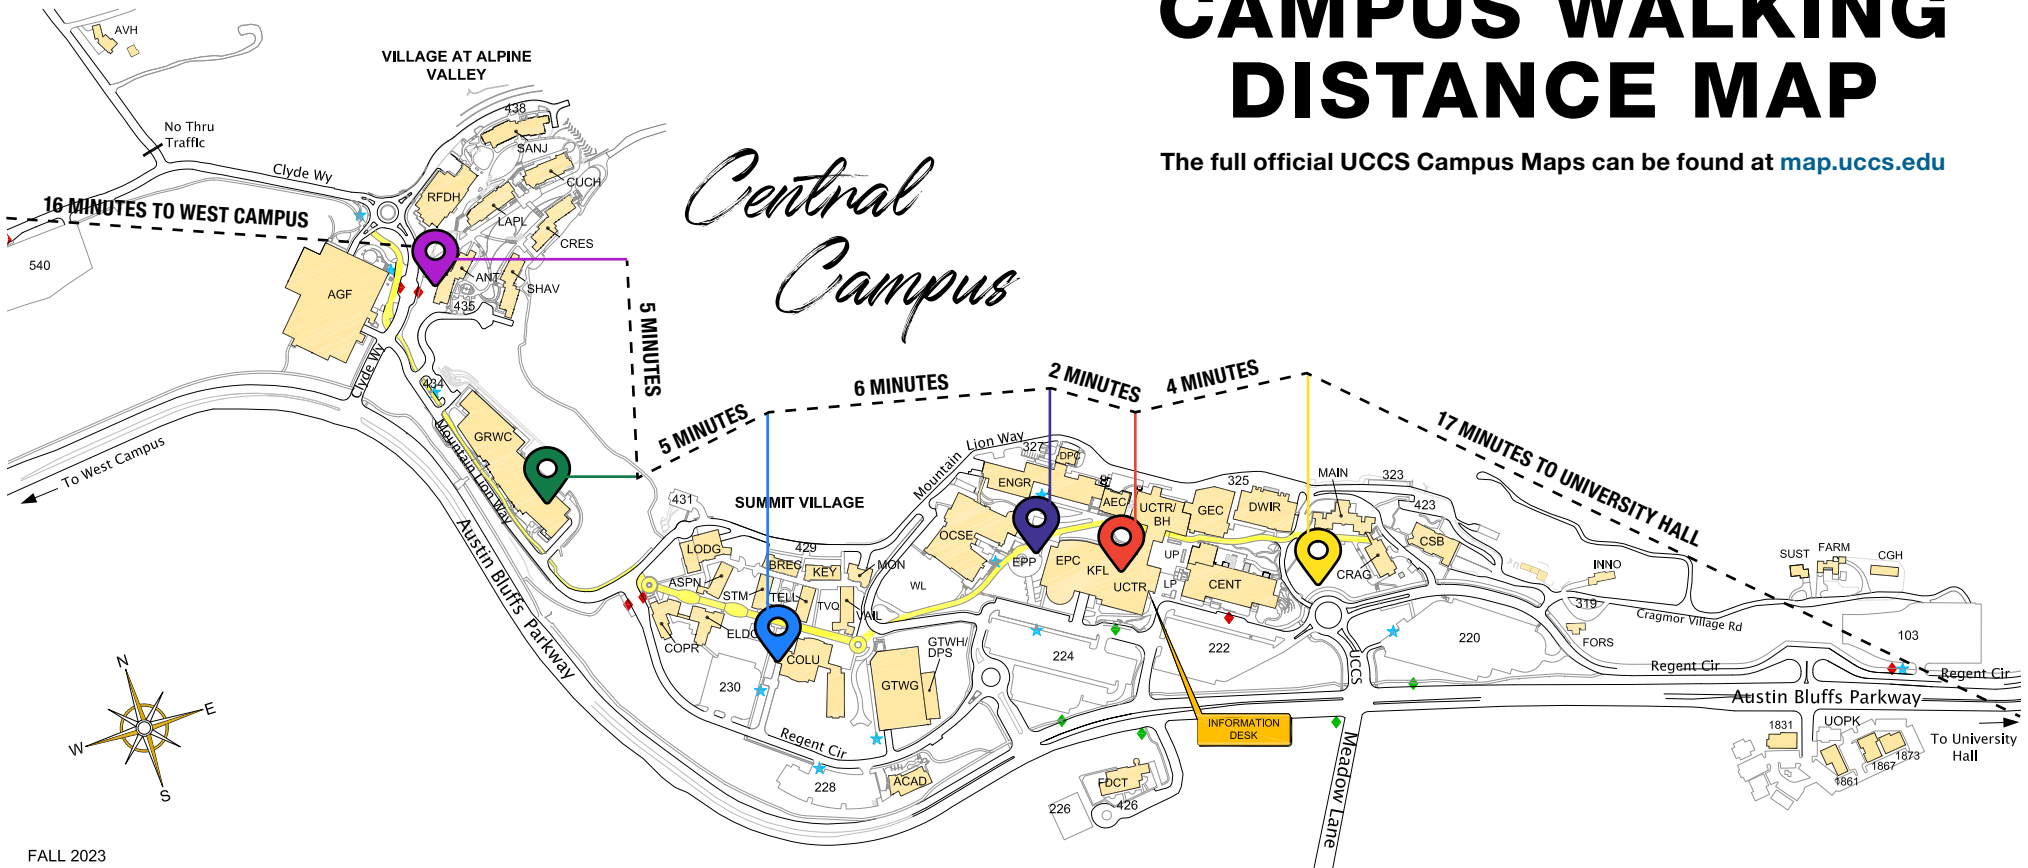 CAMPUS WALKING
DISTANCE MAP
The full official UCCS Campus Maps can be found at map.uccs.edu
Central
Campus
AVH
VILLAGE AT ALPINE
VALLEY
No Thru
Traffic
Clyde Wy
16 MINUTES TO WEST CAMPUS
540
438
SANJ
CUCH
RFDH
LAPL
CRES
ANT
SHAV
435
AGF
Clyde Wy
434
5 MINUTES
GRWC
Mountain Lion Way
To West Campus
Austin Bluffs Parkway
5 MINUTES
6 MINUTES
2 MINUTES
4 MINUTES
17 MINUTES TO UNIVERSITY HALL
431
SUMMIT VILLAGE
429
LODG
ASPN
BREC
KEY
MON
STM
TELL
TVQ
VAIL
ELDO
COPR
COLU
230
GTWH/
DPS
GTWG
Regent Cir
228
ACAD
Mountain
Lion Way
327
DPC
ENGR
AEC
OCSE
WL
EPP
EPC
KFL
UCTR
UCTR/
BH
GEC
325
DWIR
UP
LP
CENT
MAIN
323
423
CSB
CRAG
224
222
220
UCCS
INFORMATION
DESK
Meadow Lane
FDCT
226
426
INNO
319
FORS
Cragmor Village Rd
SUST
FARM
CGH
103
Regent Cir
Regent Cir
Austin Bluffs Parkway
1831
UOPK
1861
1867
1873
To University
Hall
N
E
W
S
FALL 2023